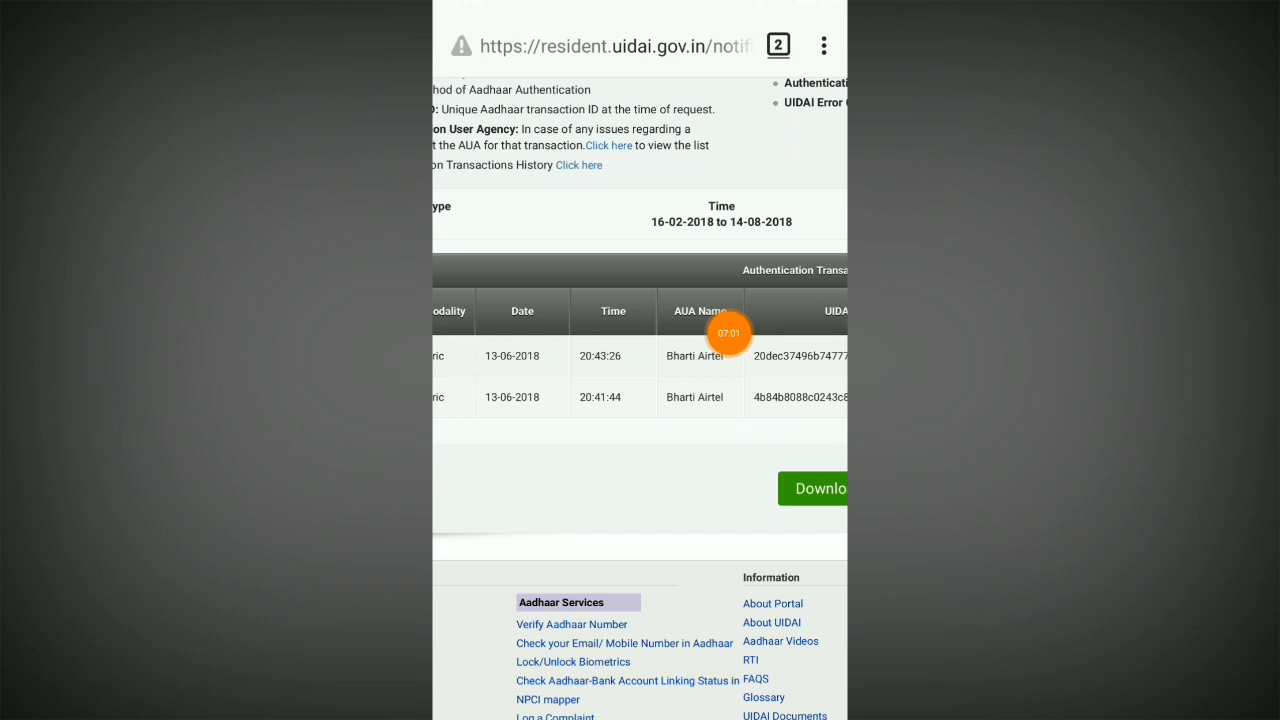 https://resident.uidai.gov.in/notif
2
hod of Aadhaar Authentication
Authenticati
D: Unique Aadhaar transaction ID at the time of request.
UIDAI Error
on User Agency: In case of any issues regarding a
t the AUA for that transaction.Click here to view the list
on Transactions History Click here
ype
Time
16-02-2018 to 14-08-2018
Authentication Transa
odality Date Time AUA Name UIDA
07:01
ric 13-06-2018 20:43:26 Bharti Airtel 20dec37496b74777
ric 13-06-2018 20:41:44 Bharti Airtel 4b84b8088c0243c8
Downlo
Information
Aadhaar Services
About Portal
Verify Aadhaar Number
About UIDAI
Check your Email/ Mobile Number in Aadhaar
Aadhaar Videos
Lock/Unlock Biometrics
RTI
Check Aadhaar-Bank Account Linking Status in
FAQS
NPCI mapper
Glossary
Log a Complaint
UIDAI Documents